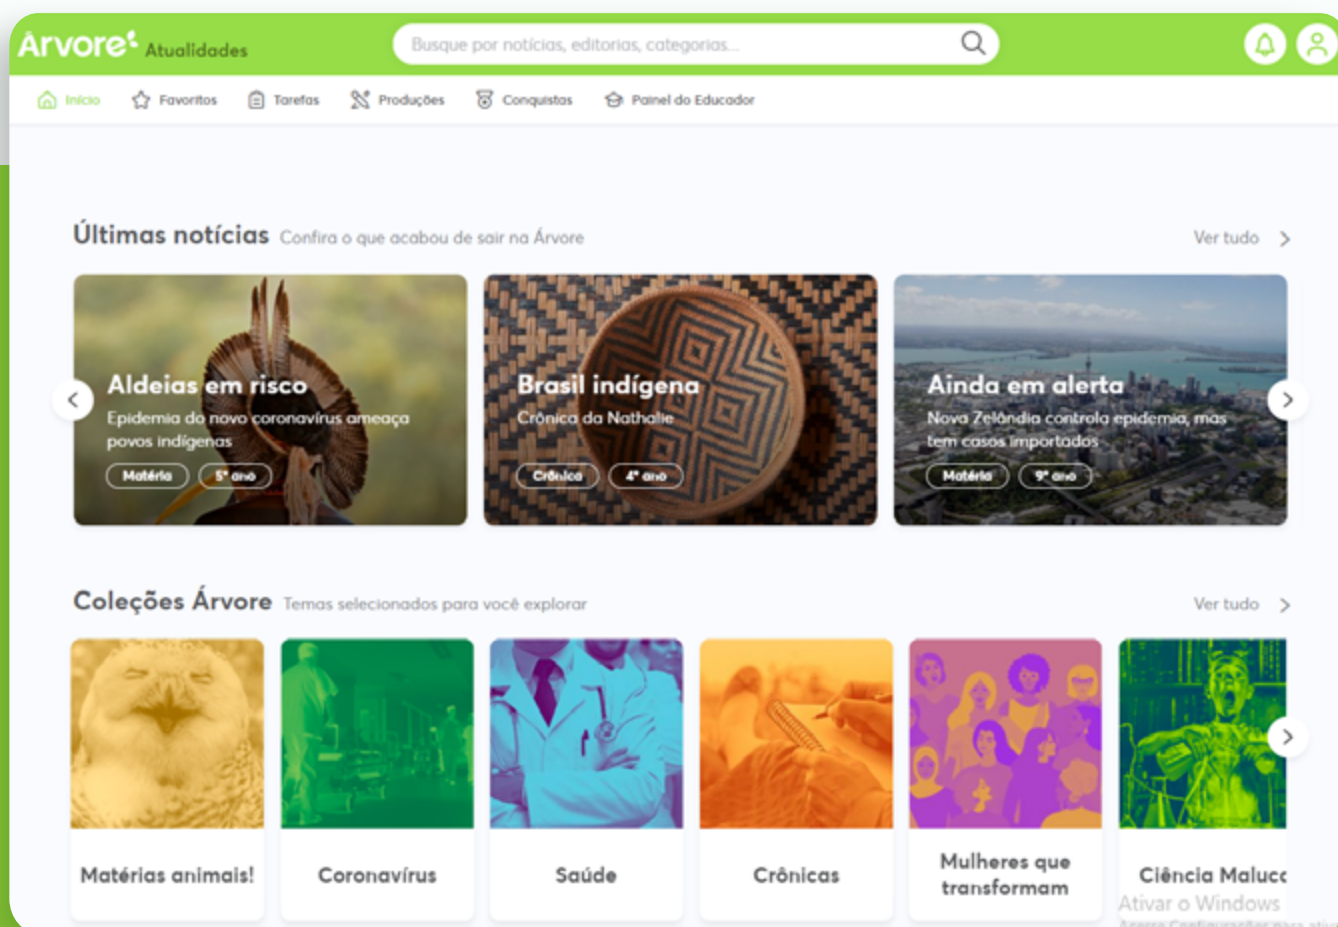 Árvore Atualidades
Busque por notícias, editorias, categorias...
Início Favoritos Tarefas Produções Conquistas Painel do Educador
Últimas notícias Confira o que acabou de sair na Árvore Ver tudo
Aldeias em risco
Epidemia do novo coronavírus ameaça
povos indígenas
Matéria 5º ano
Brasil indígena
Crônica da Nathalie
Crônica 4º ano
Ainda em alerta
Nova Zelândia controla epidemia, mas
tem casos importados
Matéria 9º ano
Coleções Árvore Temas selecionados para você explorar Ver tudo
Matérias animais!
Coronavírus
Saúde
Crônicas
Mulheres que
transformam
Ciência Maluca
Ativar o Windows